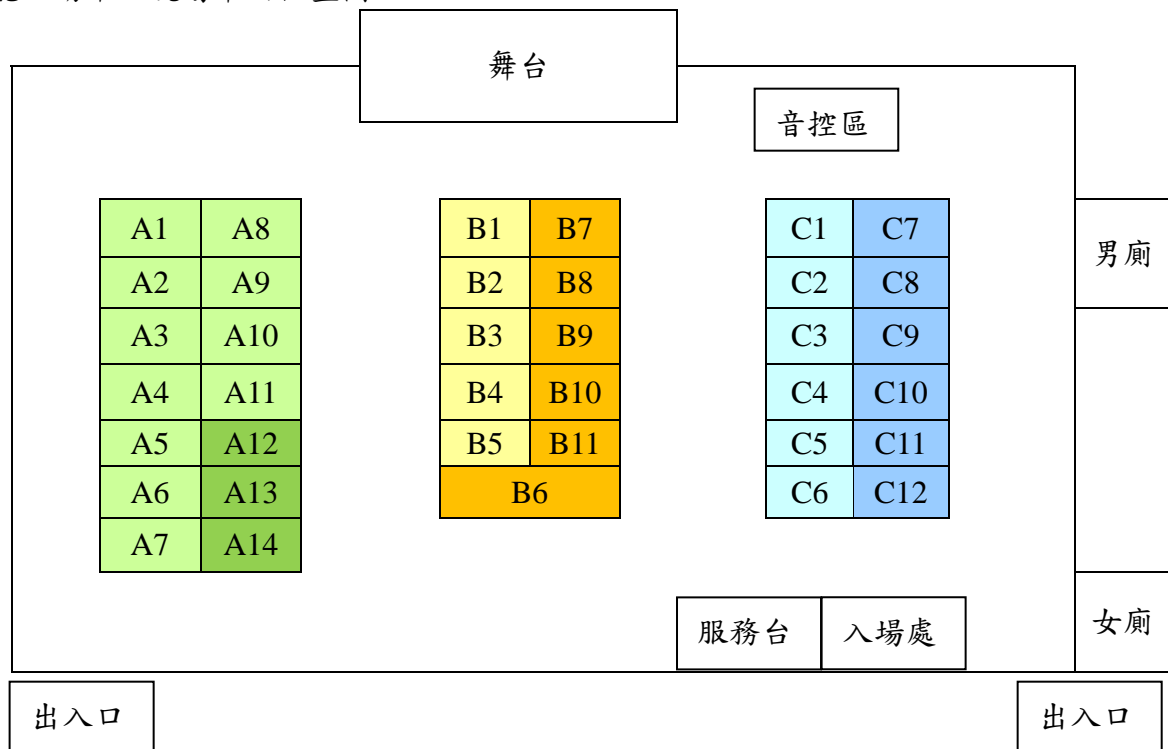 舞台
音控區
A1 A8 B1 B7 C1 C7
男廁
A2 A9 B2 B8 C2 C8
A3 A10 B3 B9 C3 C9
A4 A11 B4 B10 C4 C10
A5 A12 B5 B11 C5 C11
A6 A13 B6 C6 C12
A7 A14
服務台 入場處 女廁
出入口 出入口